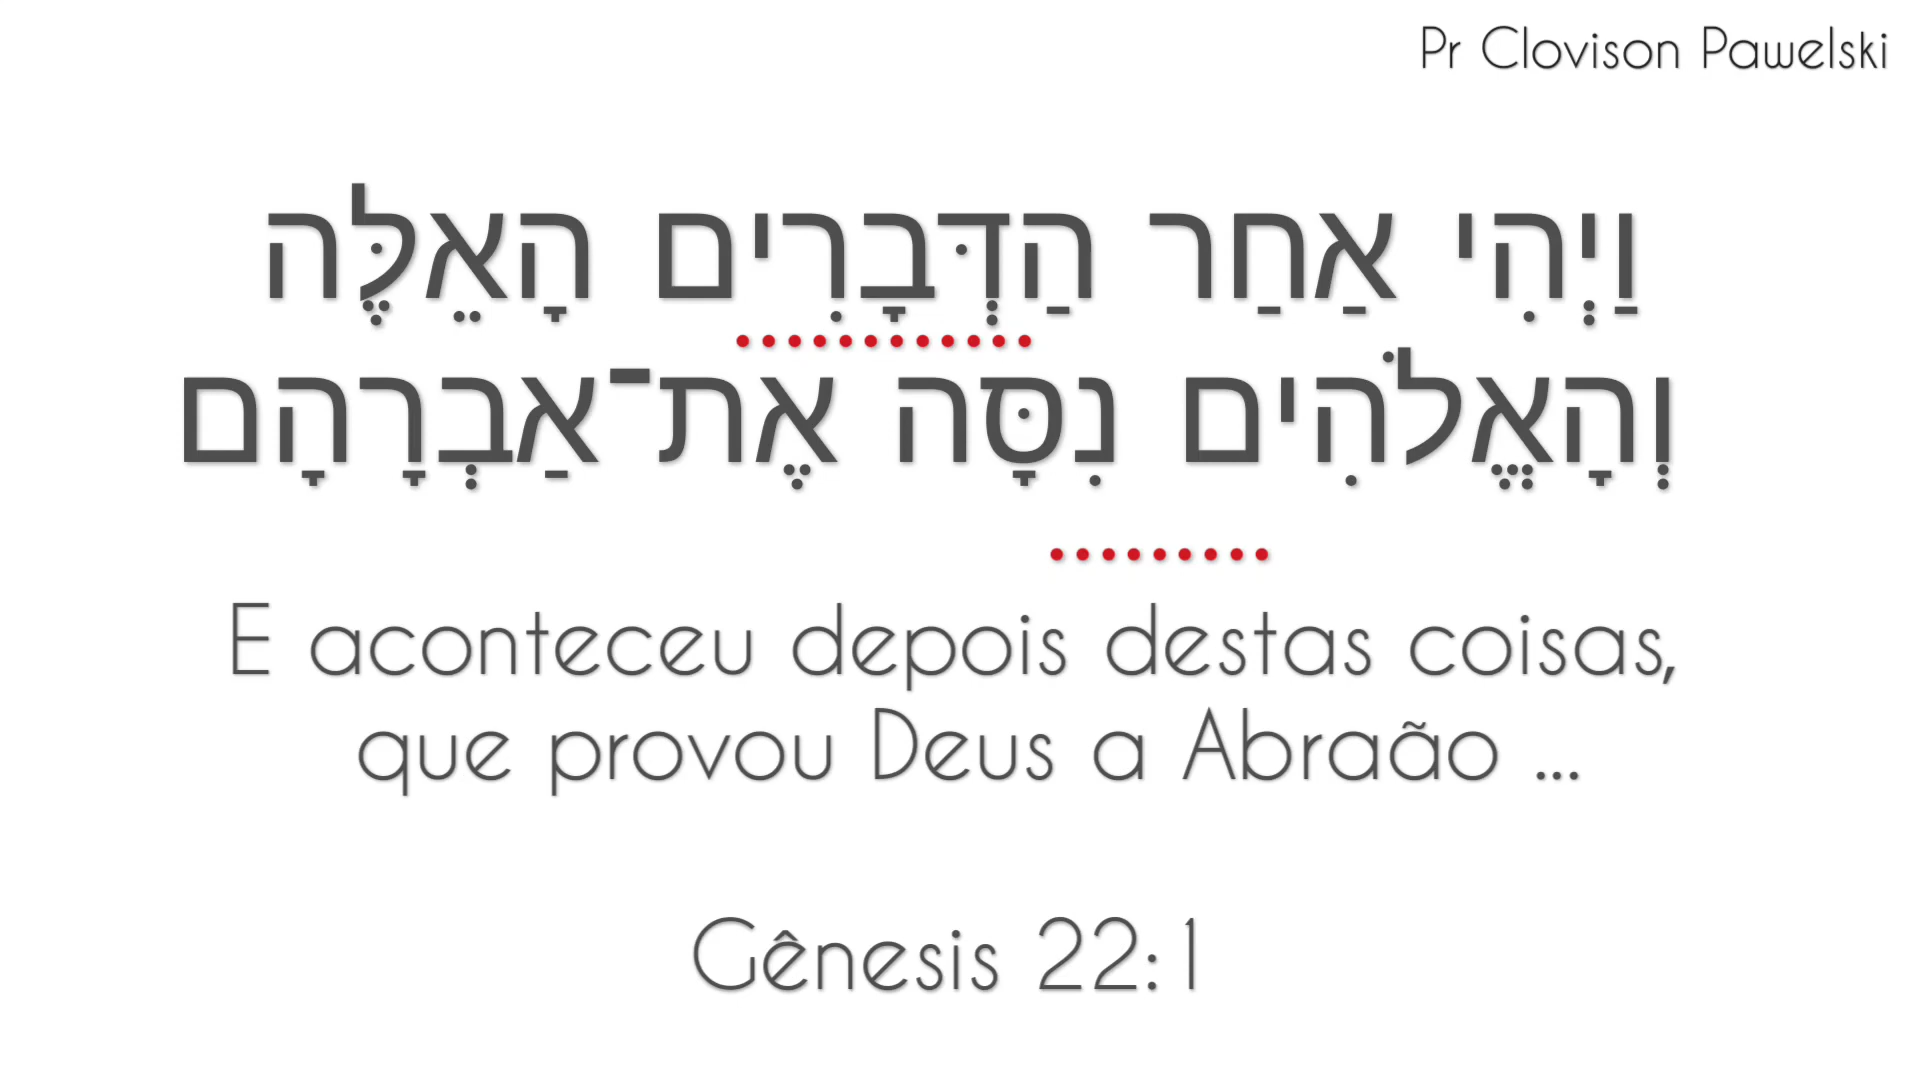 Pr Clovison Pawelski
וַיְהִי אַחַר הַדְּבָרִים הָאֵלֶּה
וְהָאֱלֹהִים נִסָּה אֶת־אַבְרָהָם
E aconteceu depois destas coisas,
que provou Deus a Abraão ...
Gênesis 22:1